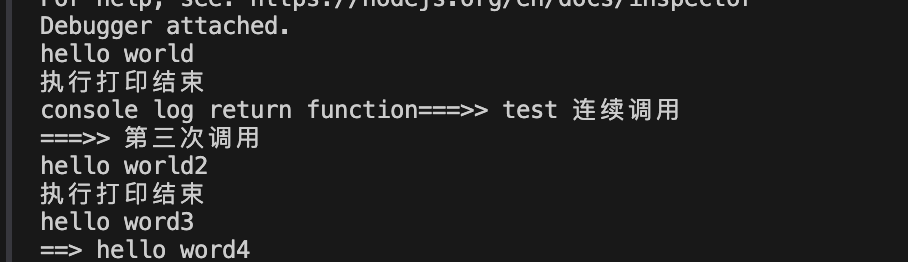 For help, see: https://nodejs.org/en/docs/inspector
Debugger attached.
hello world
执行打印结束
console log return function===>> test 连续调用
===>> 第三次调用
hello world2
执行打印结束
hello word3
==> hello word4